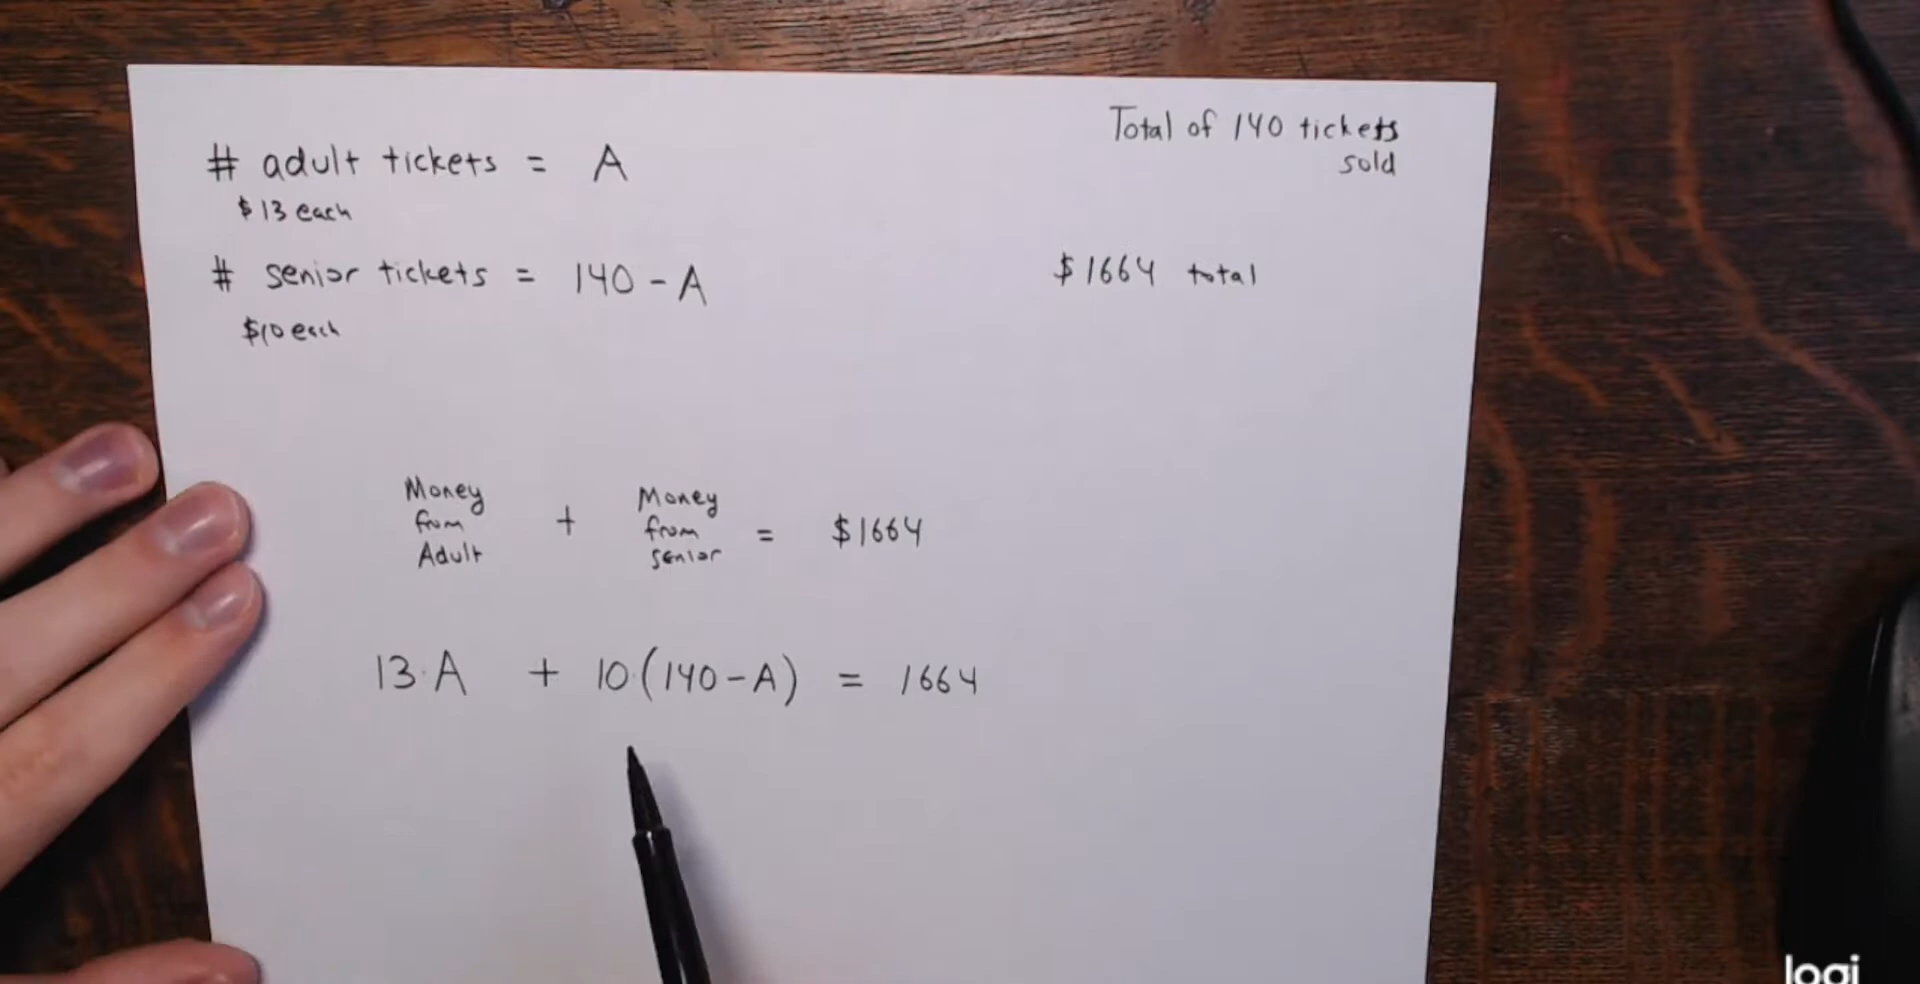 Total of 140 tickets
sold
# adult tickets = A
$13 each
# senior tickets = 140 - A
$1664 total
$10 each
Money from Adult + Money from senior = $1664
13·A + 10·(140-A) = 1664
logi